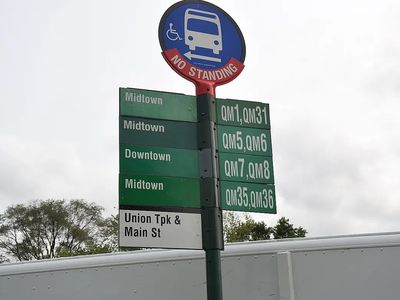 NO STANDING
Midtown QM1,QM31
Midtown QM5,QM6
Downtown QM7,QM8
Midtown QM35,QM36
Union Tpk &
Main St